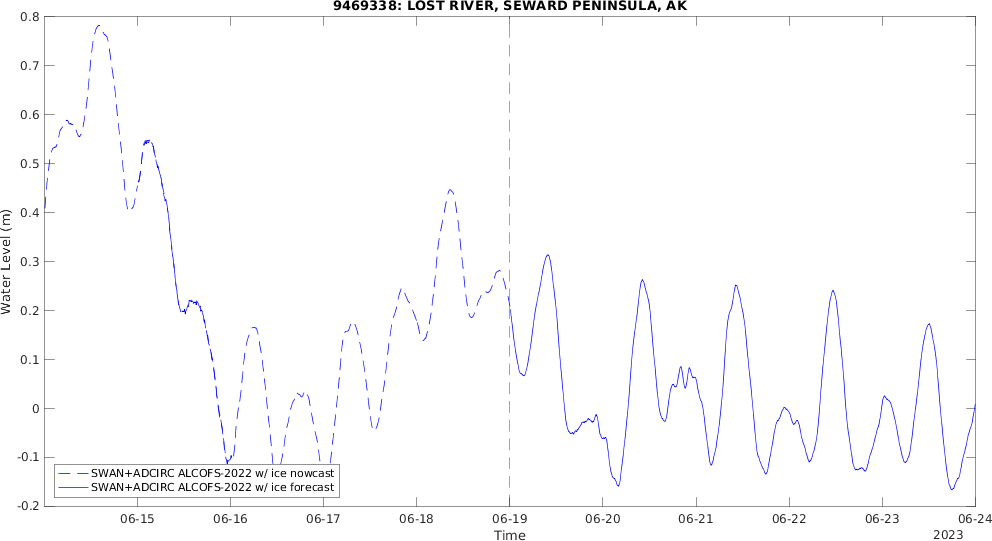 9469338: LOST RIVER, SEWARD PENINSULA, AK
Water Level (m)
0.8
0.7
0.6
0.5
0.4
0.3
0.2
0.1
0
-0.1
-0.2
SWAN+ADCIRC ALCOFS-2022 w/ ice nowcast
SWAN+ADCIRC ALCOFS-2022 w/ ice forecast
06-15 06-16 06-17 06-18 06-19 06-20 06-21 06-22 06-23 06-24
Time
2023